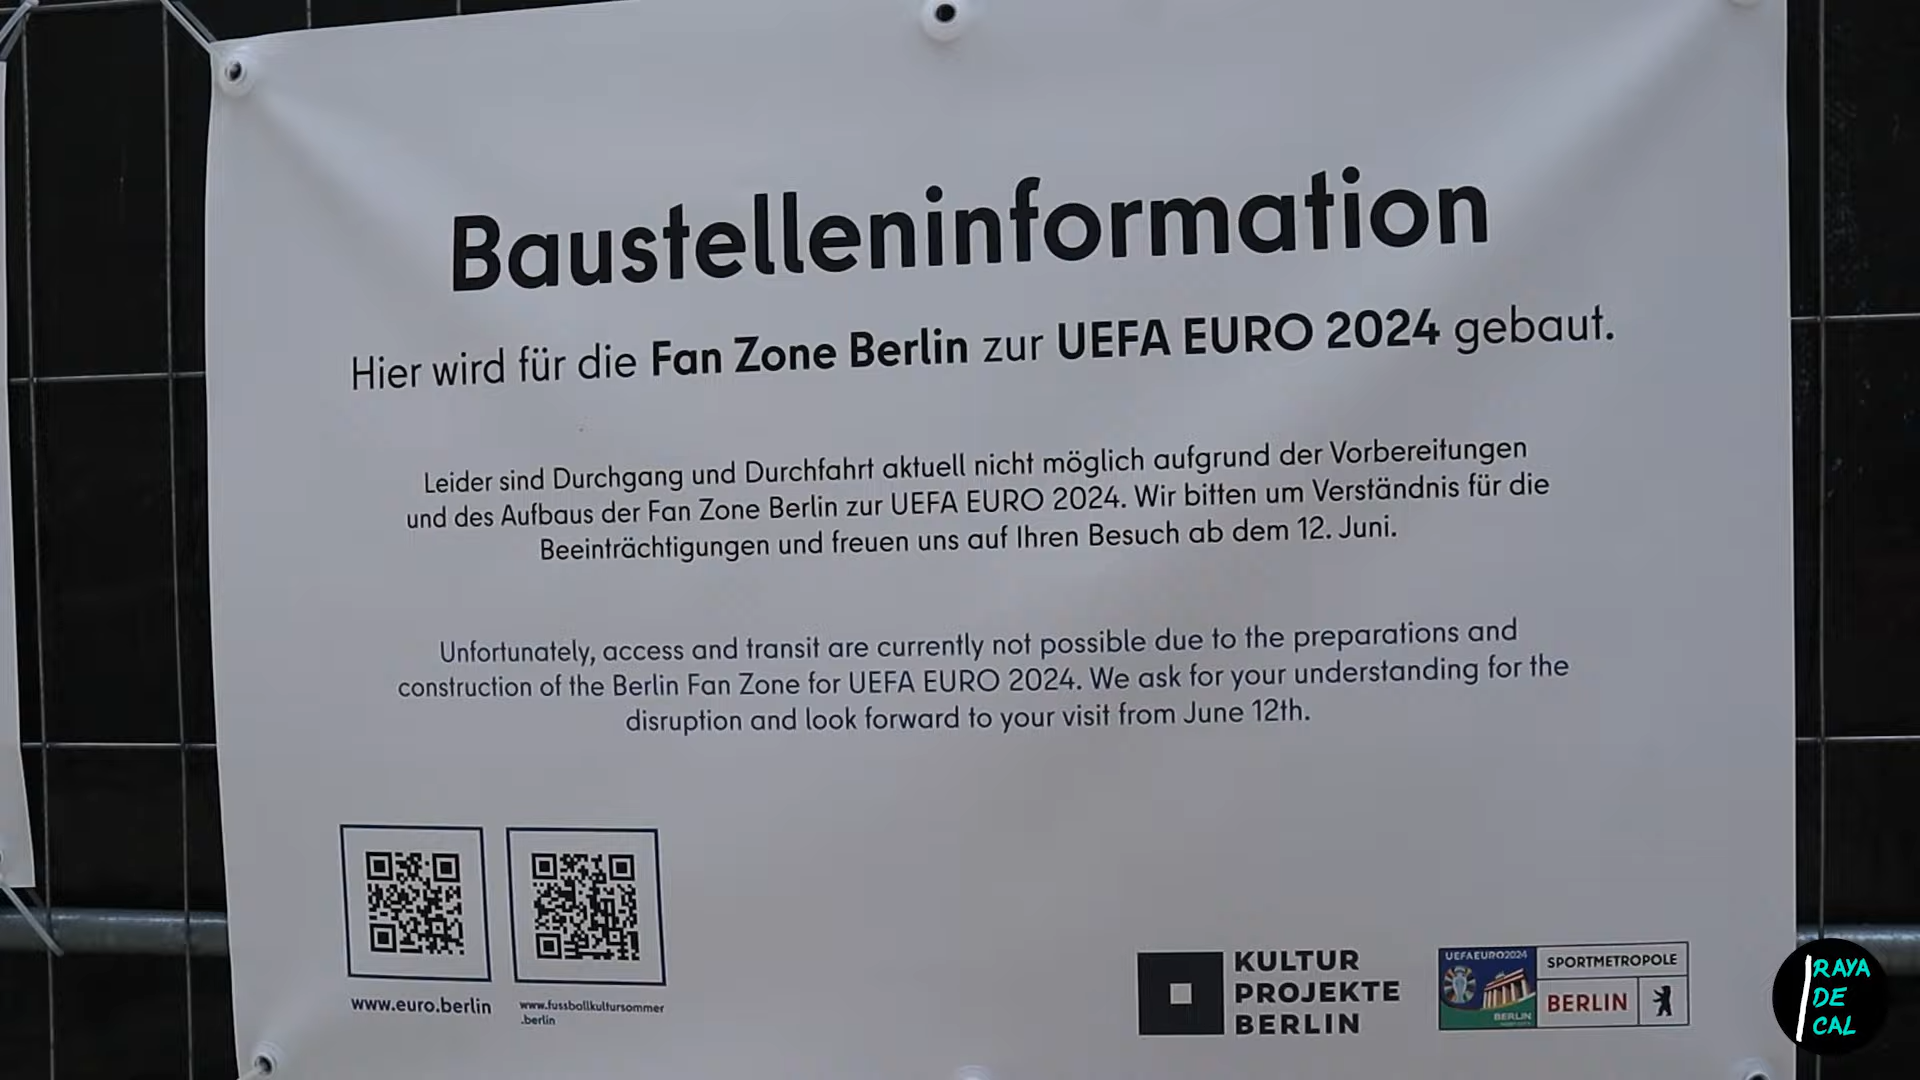 Baustelleninformation
Hier wird für die Fan Zone Berlin zur UEFA EURO 2024 gebaut.
Leider sind Durchgang und Durchfahrt aktuell nicht möglich aufgrund der Vorbereitungen
und des Aufbaus der Fan Zone Berlin zur UEFA EURO 2024. Wir bitten um Verständnis für die
Beeinträchtigungen und freuen uns auf Ihren Besuch ab dem 12. Juni.
Unfortunately, access and transit are currently not possible due to the preparations and
construction of the Berlin Fan Zone for UEFA EURO 2024. We ask for your understanding for the
disruption and look forward to your visit from June 12th.
www.euro.berlin
www.fussballkultursommer
.berlin
KULTUR
PROJEKTE
BERLIN
UEFA EURO2024
BERLIN
SPORTMETROPOLE
BERLIN
RAYA
DE
CAL